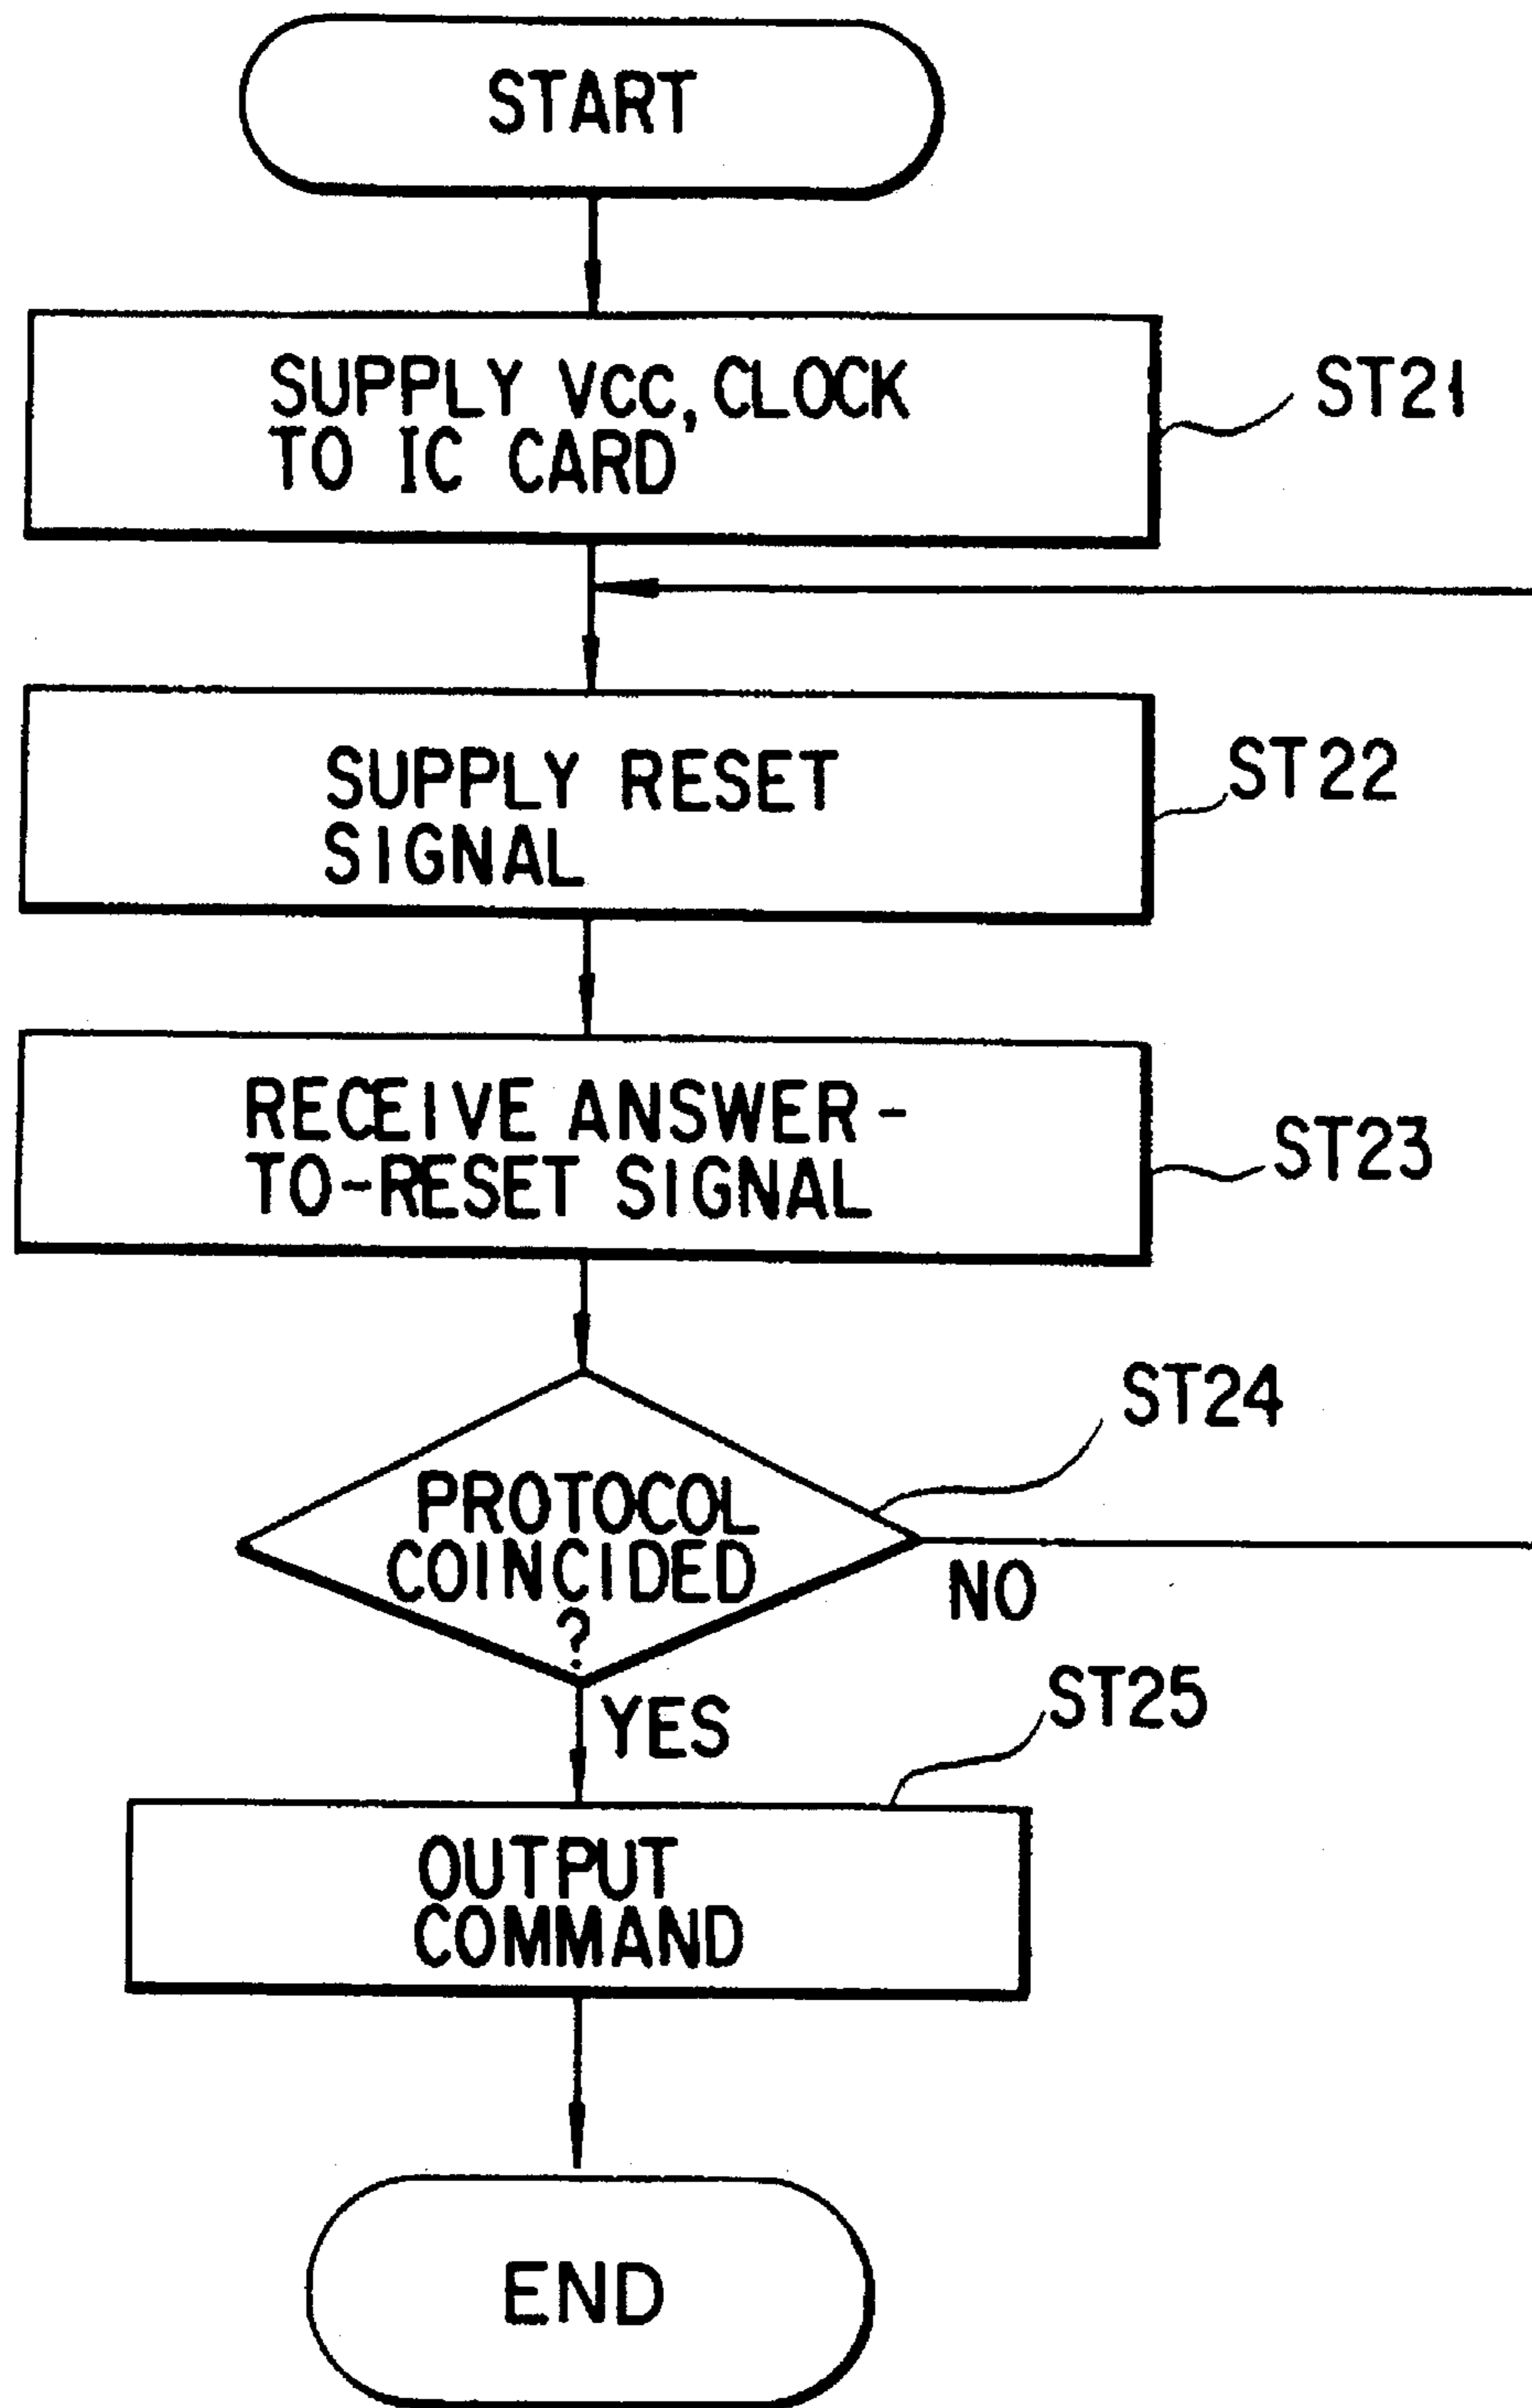 START
SUPPLY VCC, CLOCK
TO IC CARD
ST21
SUPPLY RESET
SIGNAL
ST22
RECEIVE ANSWER-
TO-RESET SIGNAL
ST23
ST24
PROTOCOL
COINCIDED
?
NO
YES
ST25
OUTPUT
COMMAND
END